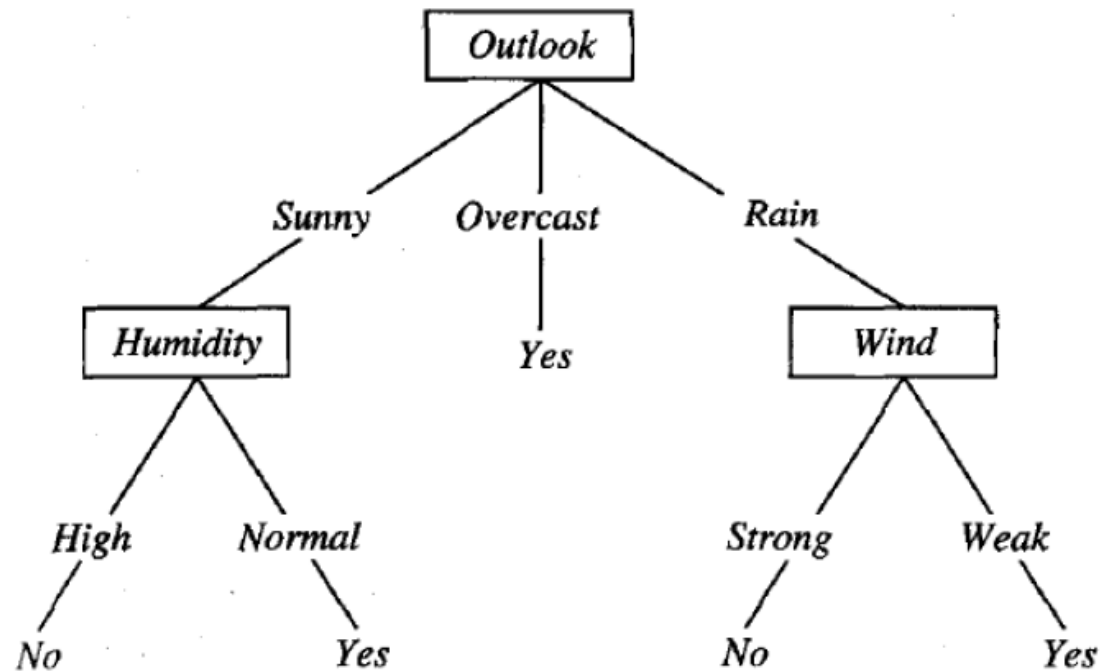 Outlook
Sunny Overcast Rain
Humidity Yes Wind
High Normal Strong Weak
No Yes No Yes